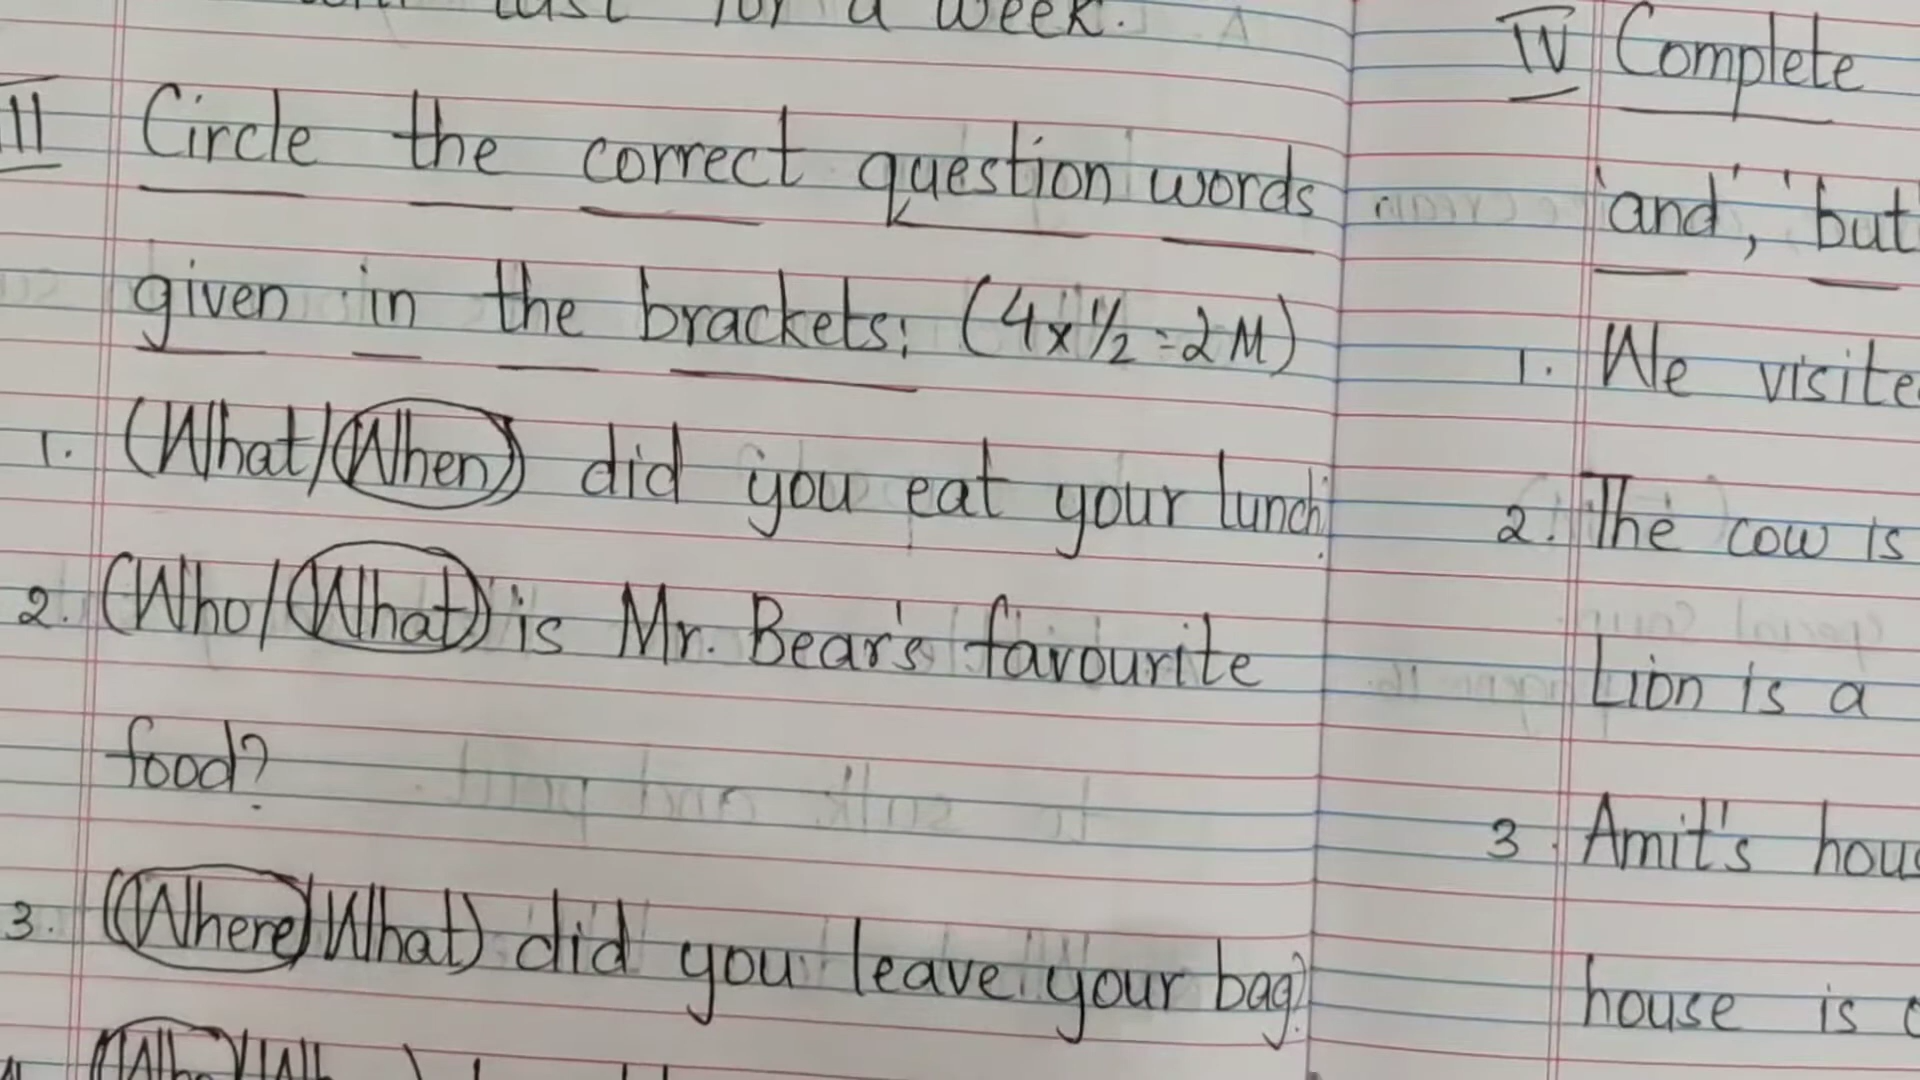 last for a week.
III Circle the correct question words
given in the brackets: (4x1/2=2M)
1. (What/When) did you eat your lunch?
2. (Who/What) is Mr. Bear's favourite
food?
3. (Where/What) did you leave your bag?
IV Complete
'and', 'but'
1. We visite
2. The cow is
Lion is a
3. Amit's hous
house is